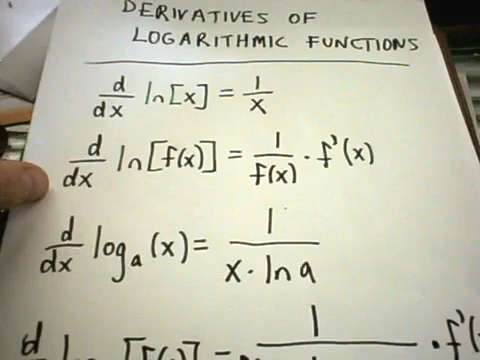 DERIVATIVES OF
LOGARITHMIC FUNCTIONS
d/dx ln[x] = 1/x
d/dx ln[f(x)] = 1/f(x) · f'(x)
d/dx log_a(x) = 1/(x · ln a)